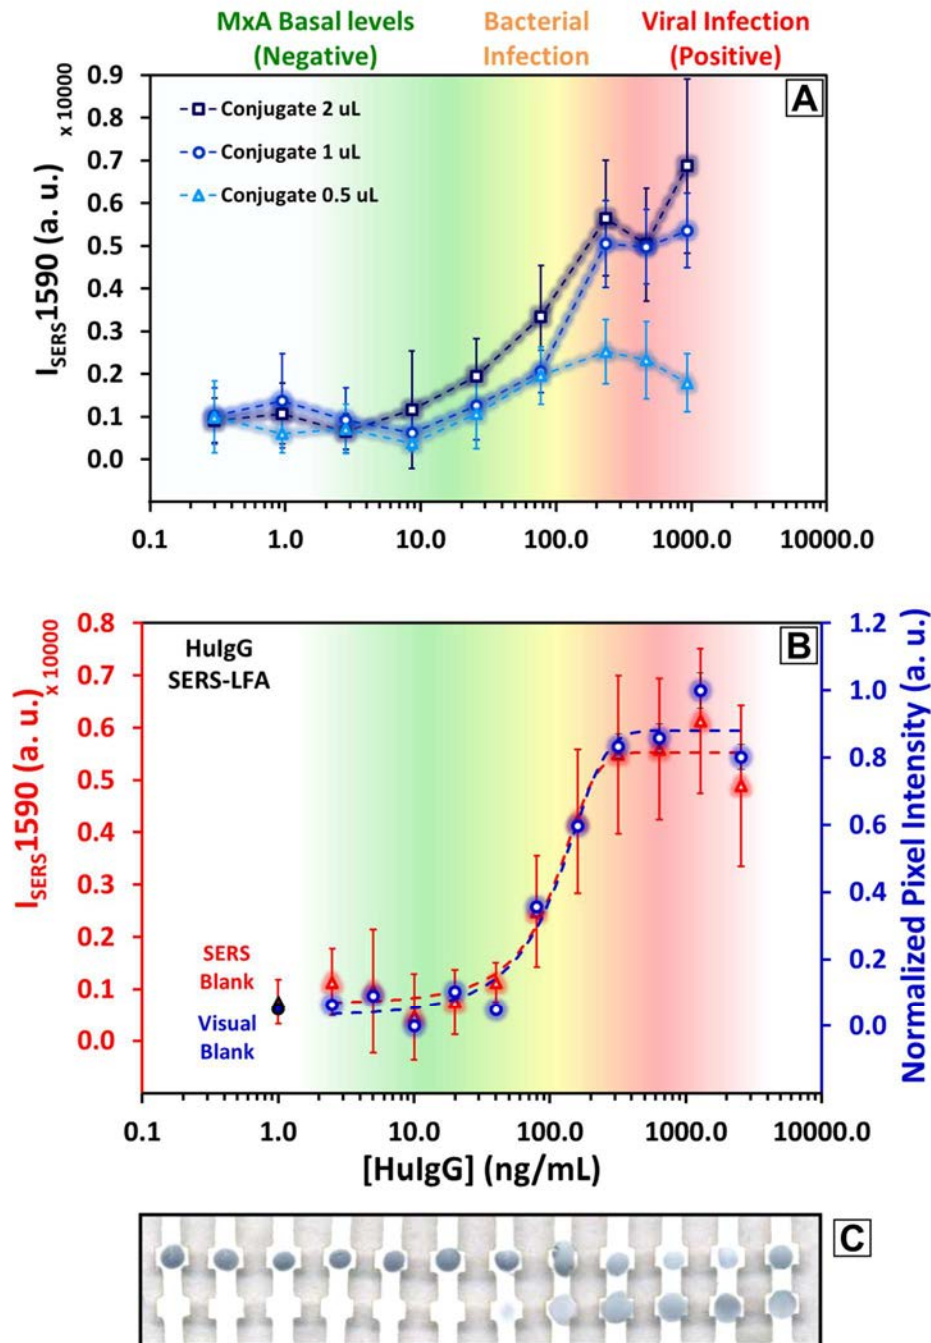 MxA Basal levels Bacterial Viral Infection
(Negative) Infection (Positive)
0.9
0.8
0.7
0.6
0.5
0.4
0.3
0.2
0.1
0.0
x 10000
I_SERS1590 (a. u.)
Conjugate 2 uL
Conjugate 1 uL
Conjugate 0.5 uL
A
0.1 1.0 10.0 100.0 1000.0 10000.0
0.8
0.7
0.6
0.5
0.4
0.3
0.2
0.1
0.0
x 10000
I_SERS1590 (a. u.)
HuIgG
SERS-LFA
B
SERS
Blank
Visual
Blank
1.2
1.0
0.8
0.6
0.4
0.2
0.0
Normalized Pixel Intensity (a. u.)
0.1 1.0 10.0 100.0 1000.0 10000.0
[HuIgG] (ng/mL)
C